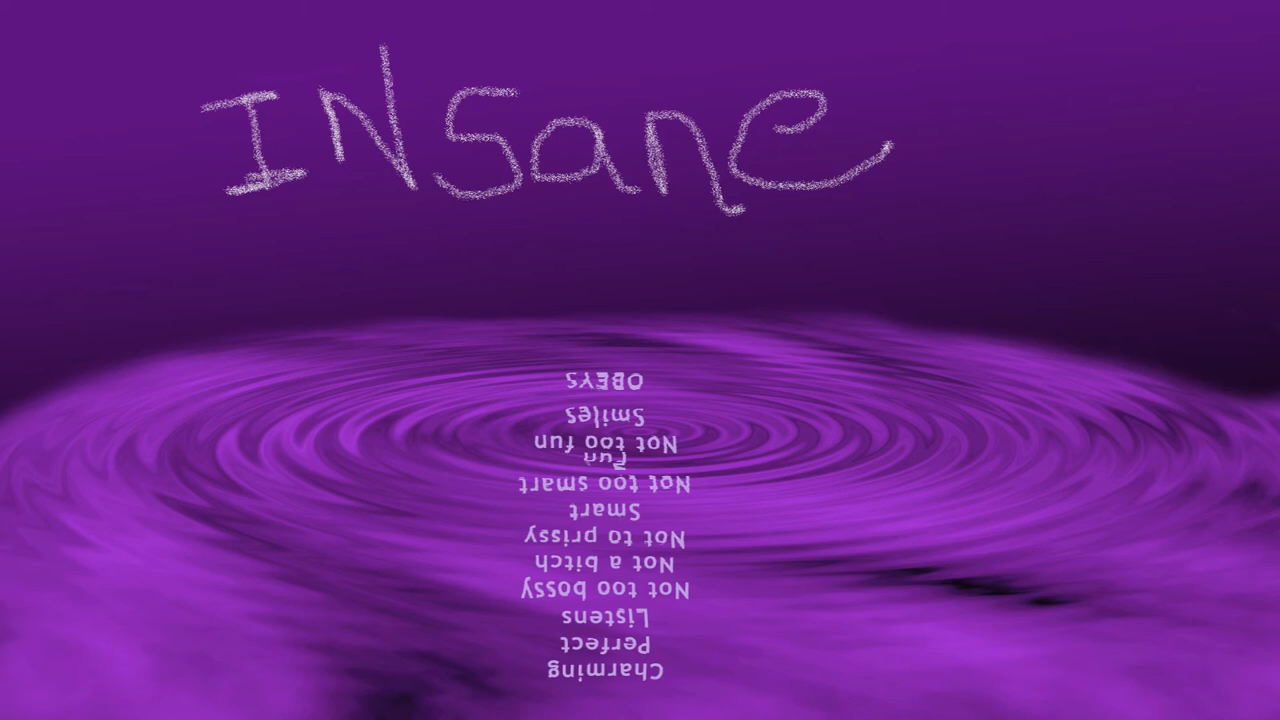 INsane
Charming
Perfect
Listens
Not too bossy
Not a bitch
Not to prissy
Smart
Not too smart
Fun
Not too fun
Smiles
OBEYS